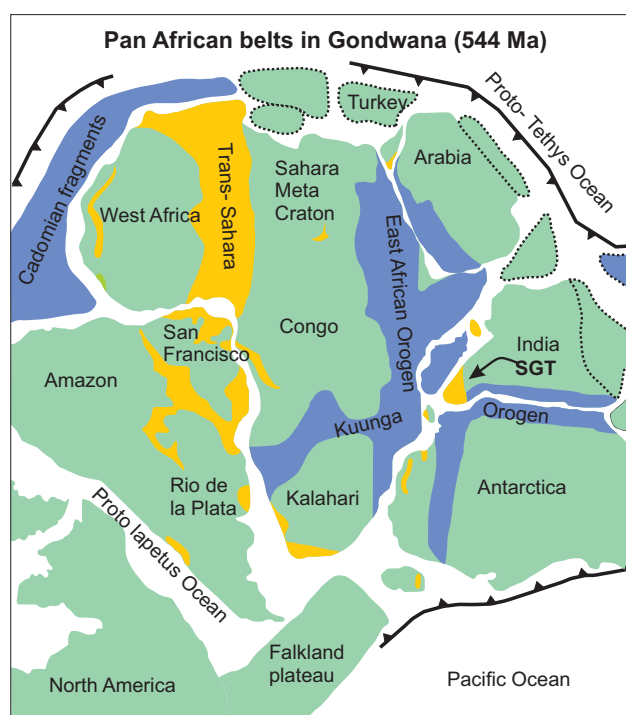 Pan African belts in Gondwana (544 Ma)
Cadomian fragments
West Africa
Trans- Sahara
Sahara
Meta
Craton
Turkey
Arabia
Proto- Tethys Ocean
East African Orogen
San
Francisco
Congo
India
SGT
Amazon
Kuunga
Orogen
Rio de
la Plata
Kalahari
Antarctica
Proto Iapetus Ocean
Falkland
plateau
North America
Pacific Ocean